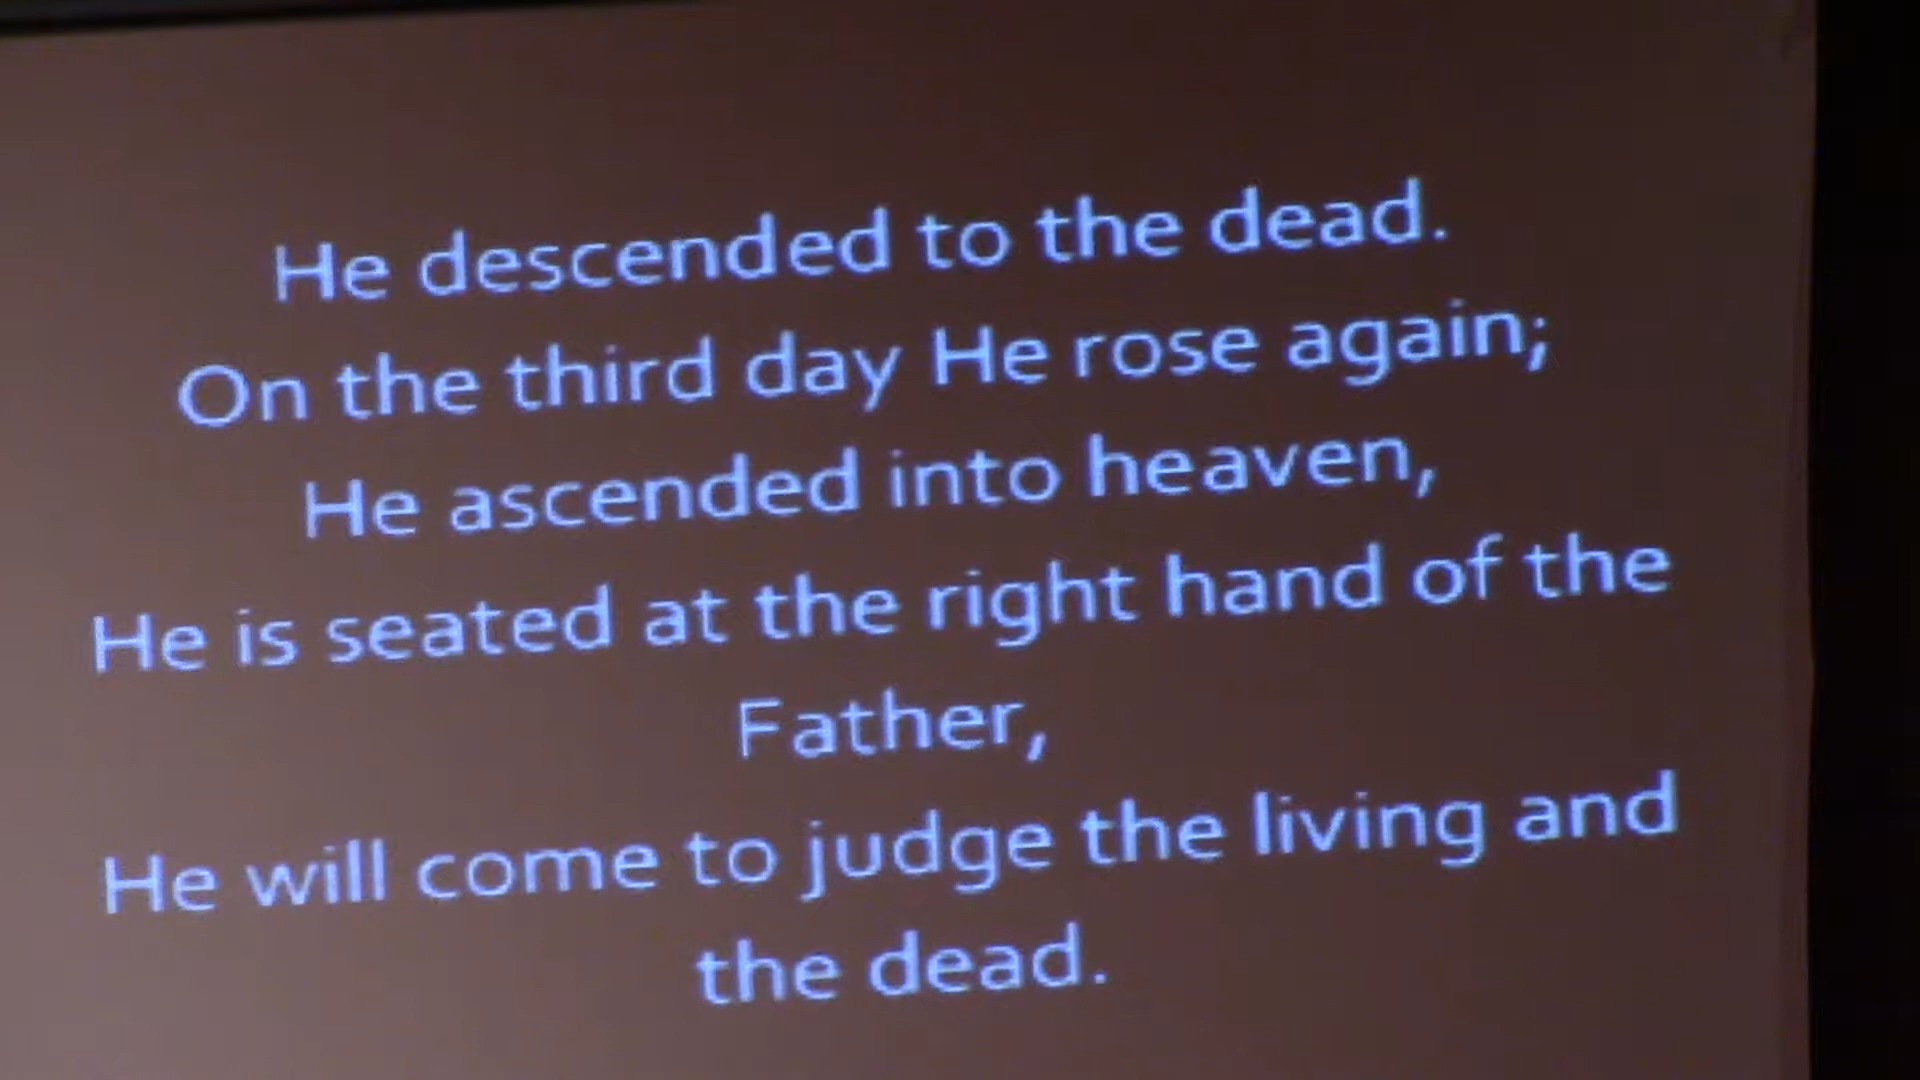 He descended to the dead.
On the third day He rose again;
He ascended into heaven,
He is seated at the right hand of the
Father,
He will come to judge the living and
the dead.